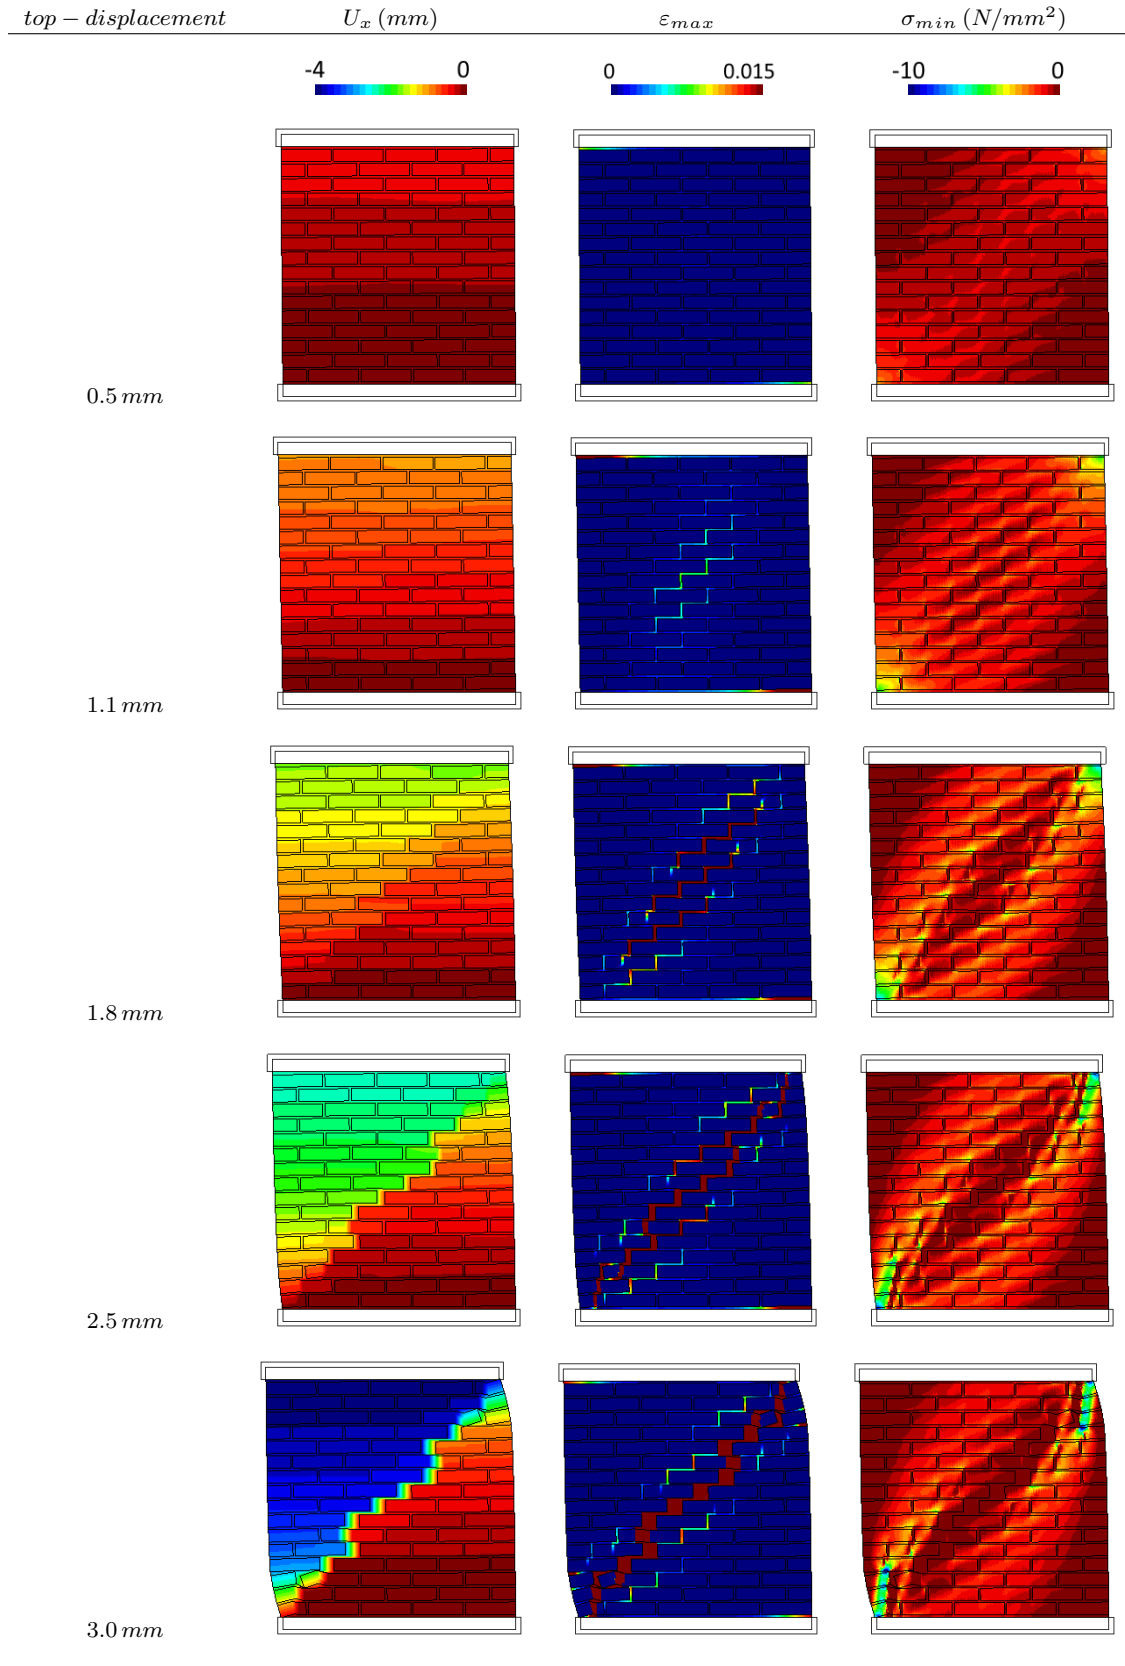 top − displacement U_x (mm) ε_max σ_min (N/mm²)
-4 0 0 0.015 -10 0
0.5 mm
1.1 mm
1.8 mm
2.5 mm
3.0 mm